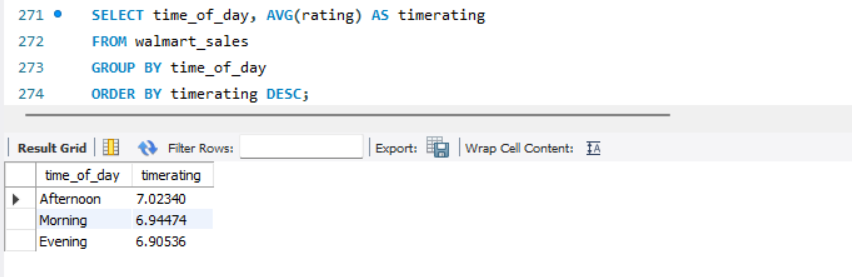 271 SELECT time_of_day, AVG(rating) AS timerating
272 FROM walmart_sales
273 GROUP BY time_of_day
274 ORDER BY timerating DESC;
Result Grid Filter Rows: Export: Wrap Cell Content: IA
time_of_day timerating
Afternoon 7.02340
Morning 6.94474
Evening 6.90536